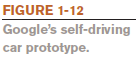 FIGURE 1-12
Google's self-driving
car prototype.